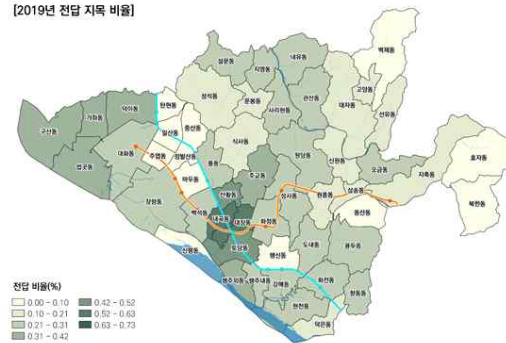 [2019년 전답 지목 비율]
벽제동
내유동
지영동
설문동
고양동
선유동
대자동
관산동
사리현동
문봉동
성석동
덕이동
탄현동
중산동
가좌동
구산동
법곳동
일산동
식사동
원당동
신원동
오금동
효자동
지축동
북한동
대화동
주엽동
정발산동
풍동
마두동
주교동
성사동
원흥동
삼송동
동산동
장항동
백석동
산황동
내곡동
대장동
화정동
신평동
토당동
행신동
도내동
용두동
행주외동
행주내동
강매동
화전동
향동동
현천동
덕은동
전답 비율(%)
0.00 - 0.10
0.10 - 0.21
0.21 - 0.31
0.31 - 0.42
0.42 - 0.52
0.52 - 0.63
0.63 - 0.73